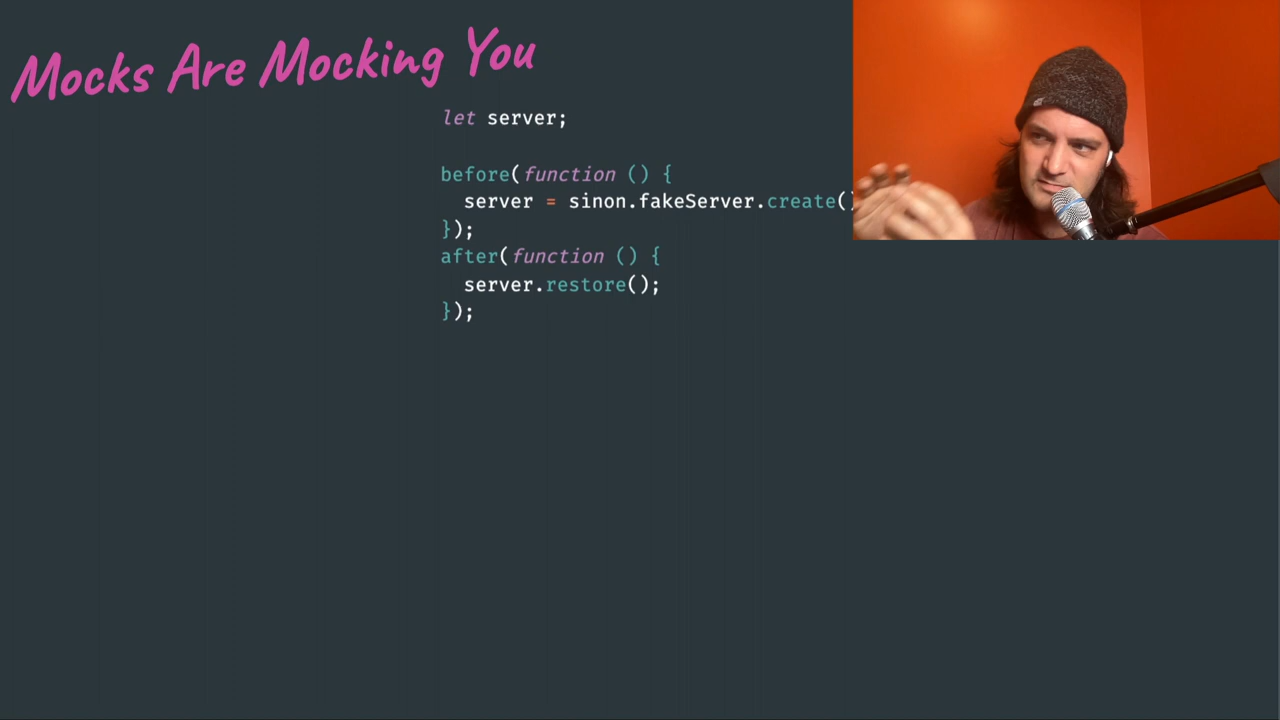 Mocks Are Mocking You
let server;
before(function () {
  server = sinon.fakeServer.create()
});
after(function () {
  server.restore();
});